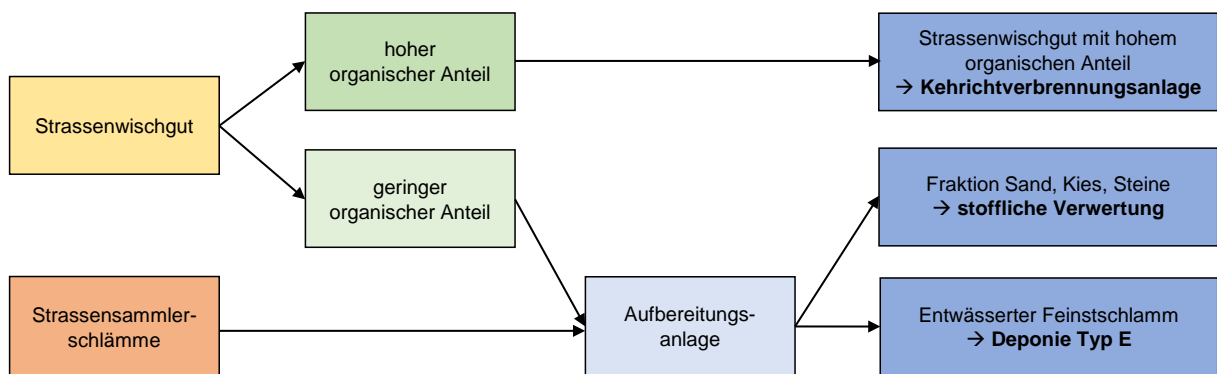 Strassenwischgut
hoher
organischer Anteil
Strassenwischgut mit hohem
organischen Anteil
→ Kehrichtverbrennungsanlage
geringer
organischer Anteil
Fraktion Sand, Kies, Steine
→ stoffliche Verwertung
Strassensammler-
schlämme
Aufbereitungs-
anlage
Entwässerter Feinstschlamm
→ Deponie Typ E